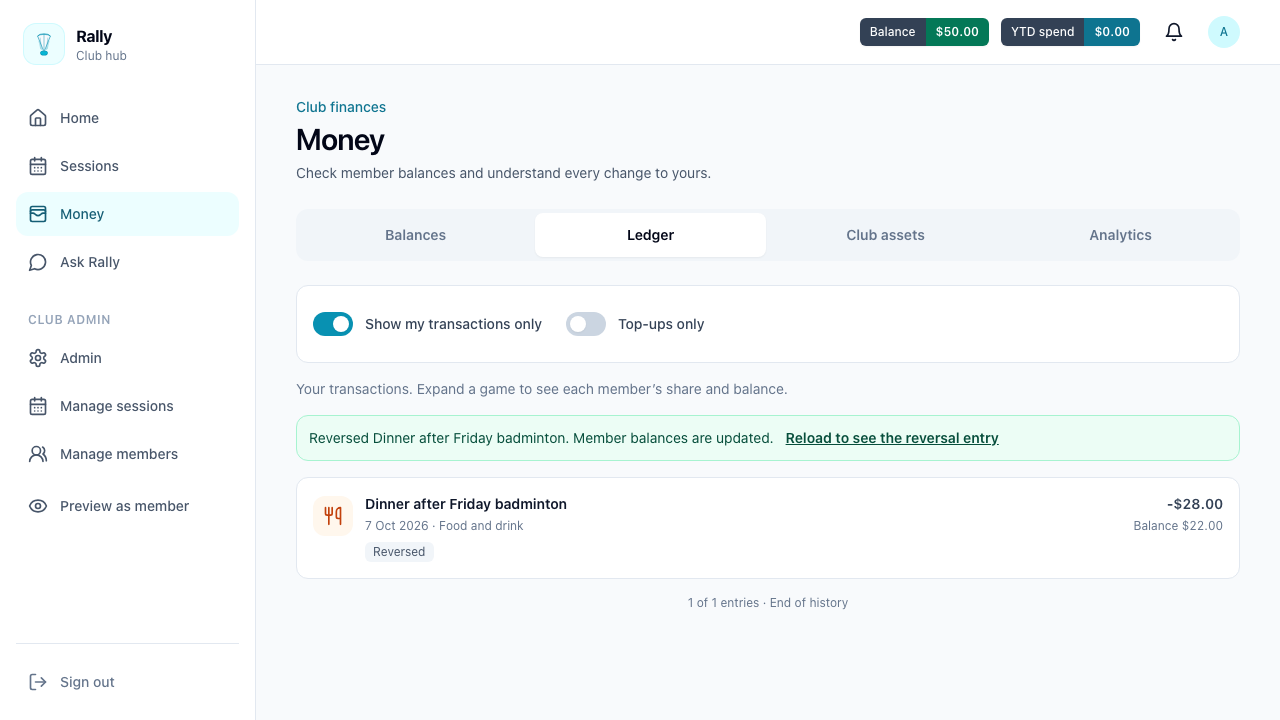 Rally
Club hub
Home
Sessions
Money
Ask Rally
CLUB ADMIN
Admin
Manage sessions
Manage members
Preview as member
Sign out
Balance $50.00
YTD spend $0.00
A
Club finances
Money
Check member balances and understand every change to yours.
Balances
Ledger
Club assets
Analytics
Show my transactions only
Top-ups only
Your transactions. Expand a game to see each member’s share and balance.
Reversed Dinner after Friday badminton. Member balances are updated. Reload to see the reversal entry
Dinner after Friday badminton
-$28.00
7 Oct 2026 · Food and drink
Balance $22.00
Reversed
1 of 1 entries · End of history